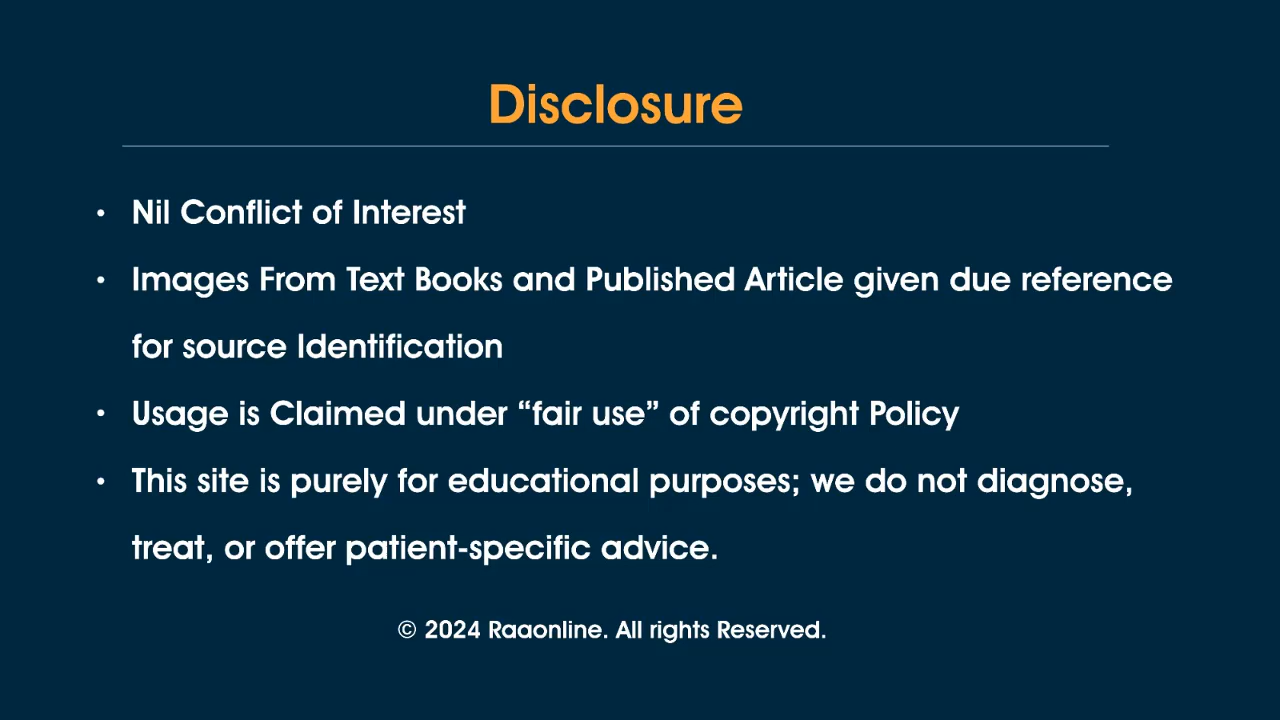 Disclosure
• Nil Conflict of Interest
• Images From Text Books and Published Article given due reference
for source Identification
• Usage is Claimed under “fair use” of copyright Policy
• This site is purely for educational purposes; we do not diagnose,
treat, or offer patient-specific advice.
© 2024 Raaonline. All rights Reserved.